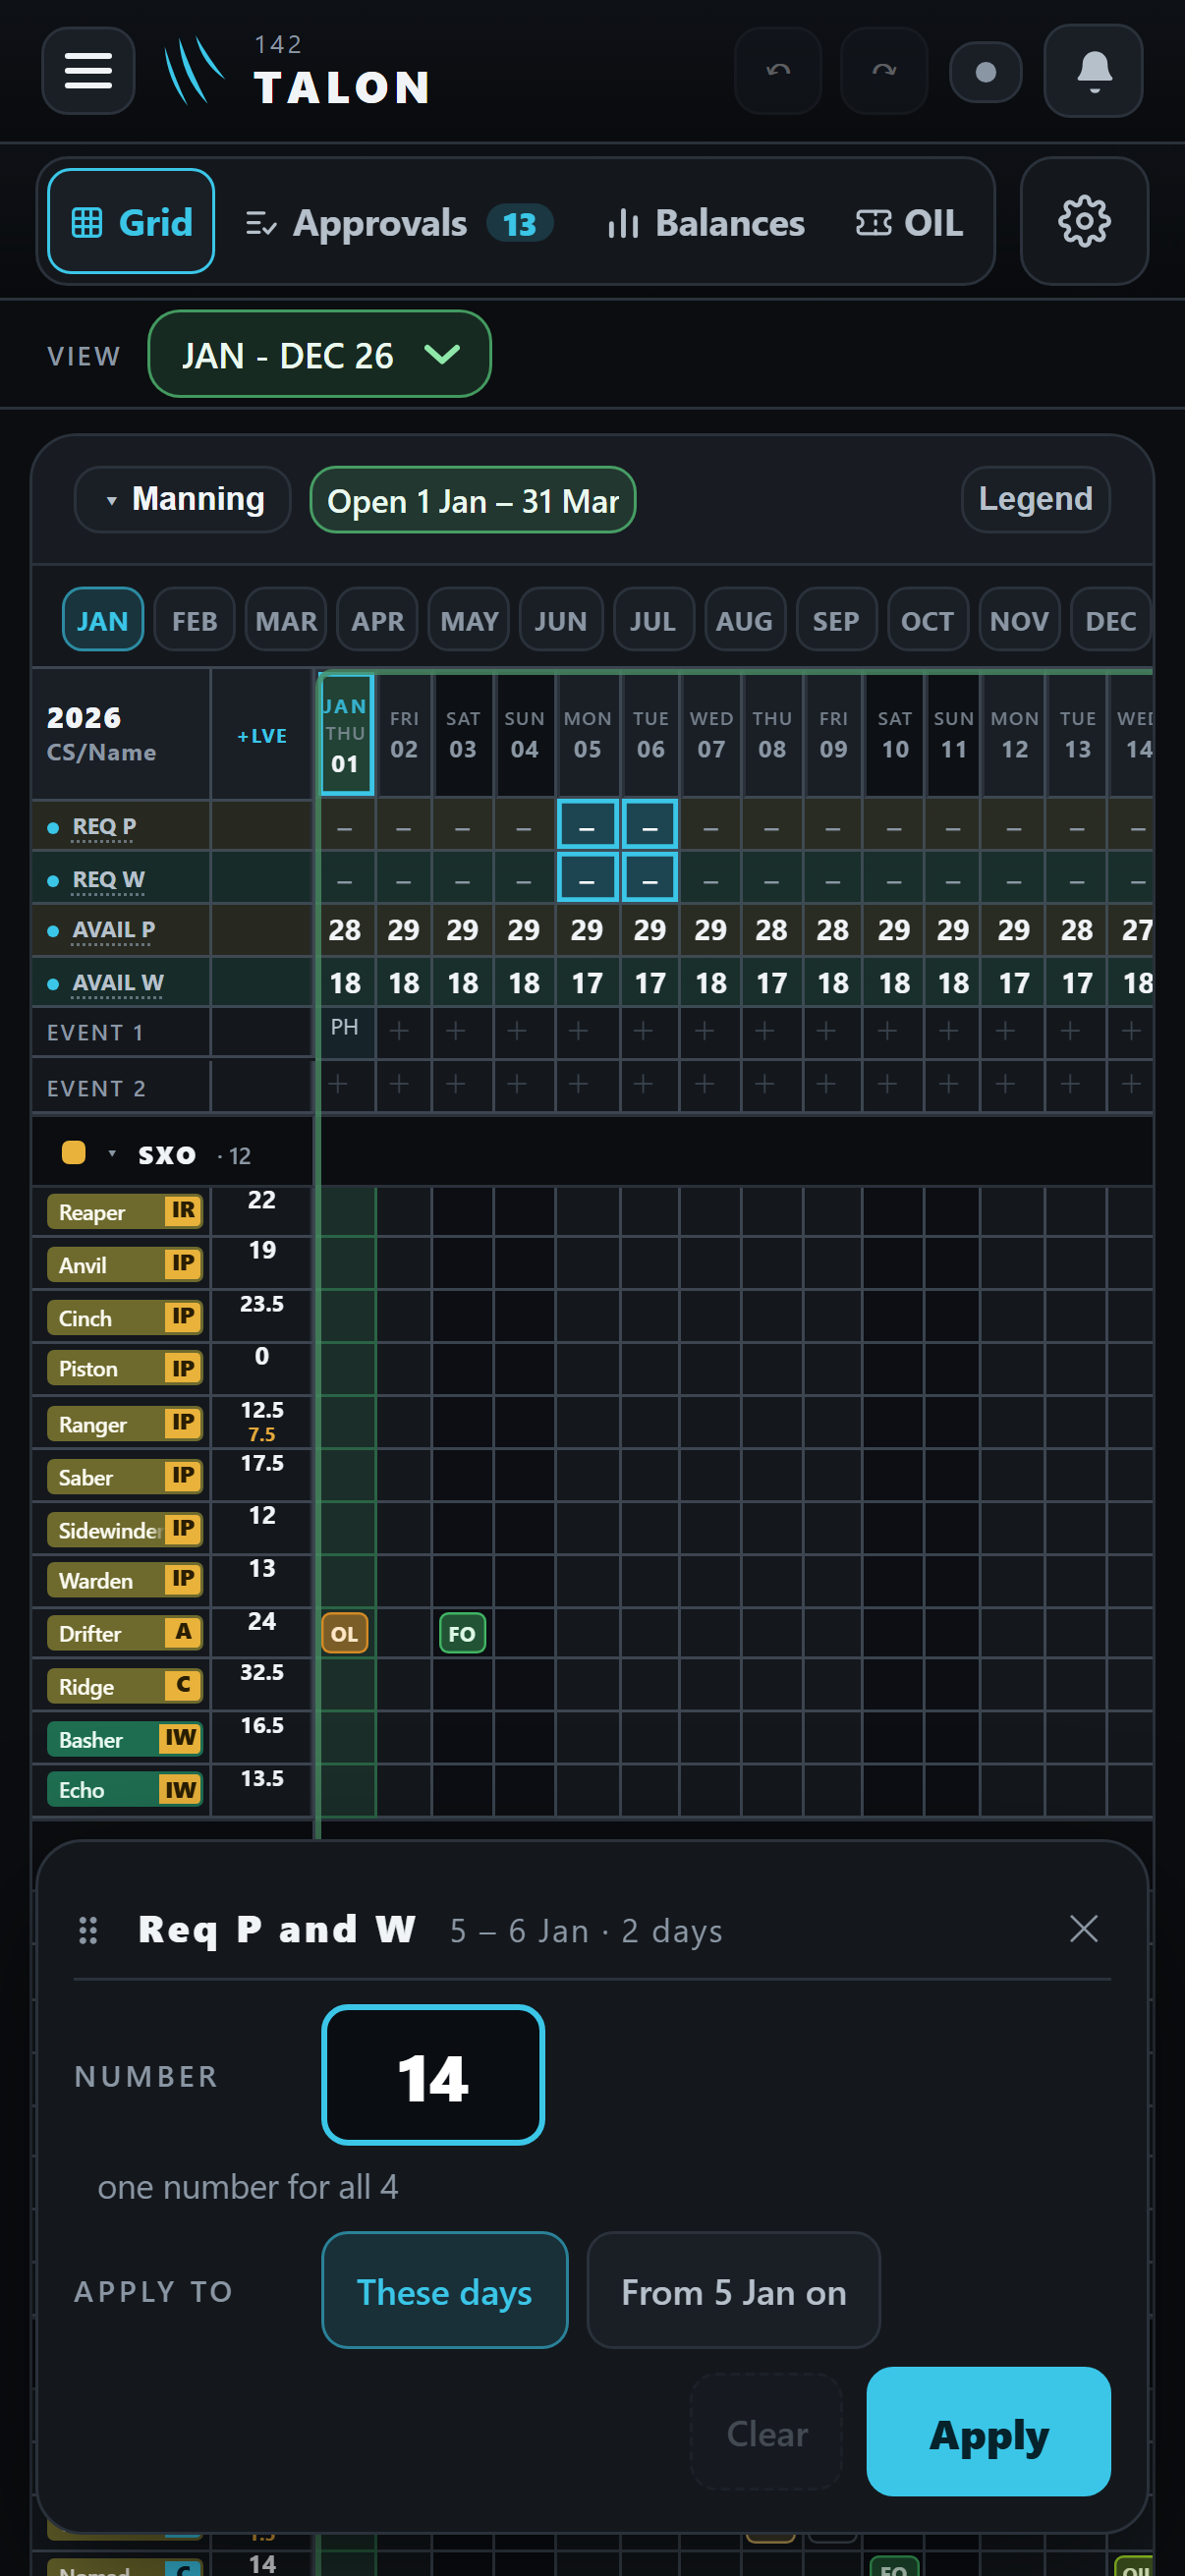 142
TALON
Grid Approvals 13 Balances OIL
VIEW JAN - DEC 26
Manning Open 1 Jan – 31 Mar Legend
JAN FEB MAR APR MAY JUN JUL AUG SEP OCT NOV DEC
2026
CS/Name
+LVE
JAN THU 01
FRI 02
SAT 03
SUN 04
MON 05
TUE 06
WED 07
THU 08
FRI 09
SAT 10
SUN 11
MON 12
TUE 13
WED 14
REQ P – – – – – – – – – – – – – –
REQ W – – – – – – – – – – – – – –
AVAIL P 28 29 29 29 29 29 29 28 28 29 29 29 28 27
AVAIL W 18 18 18 18 17 17 18 17 18 18 18 17 17 18
EVENT 1 PH + + + + + + + + + + + + +
EVENT 2 + + + + + + + + + + + + + +
SXO · 12
Reaper IR 22
Anvil IP 19
Cinch IP 23.5
Piston IP 0
Ranger IP 12.5
7.5
Saber IP 17.5
Sidewinder IP 12
Warden IP 13
Drifter A 24 OL FO
Ridge C 32.5
Basher IW 16.5
Echo IW 13.5
Req P and W 5 – 6 Jan · 2 days
NUMBER 14
one number for all 4
APPLY TO These days From 5 Jan on
Clear Apply
14